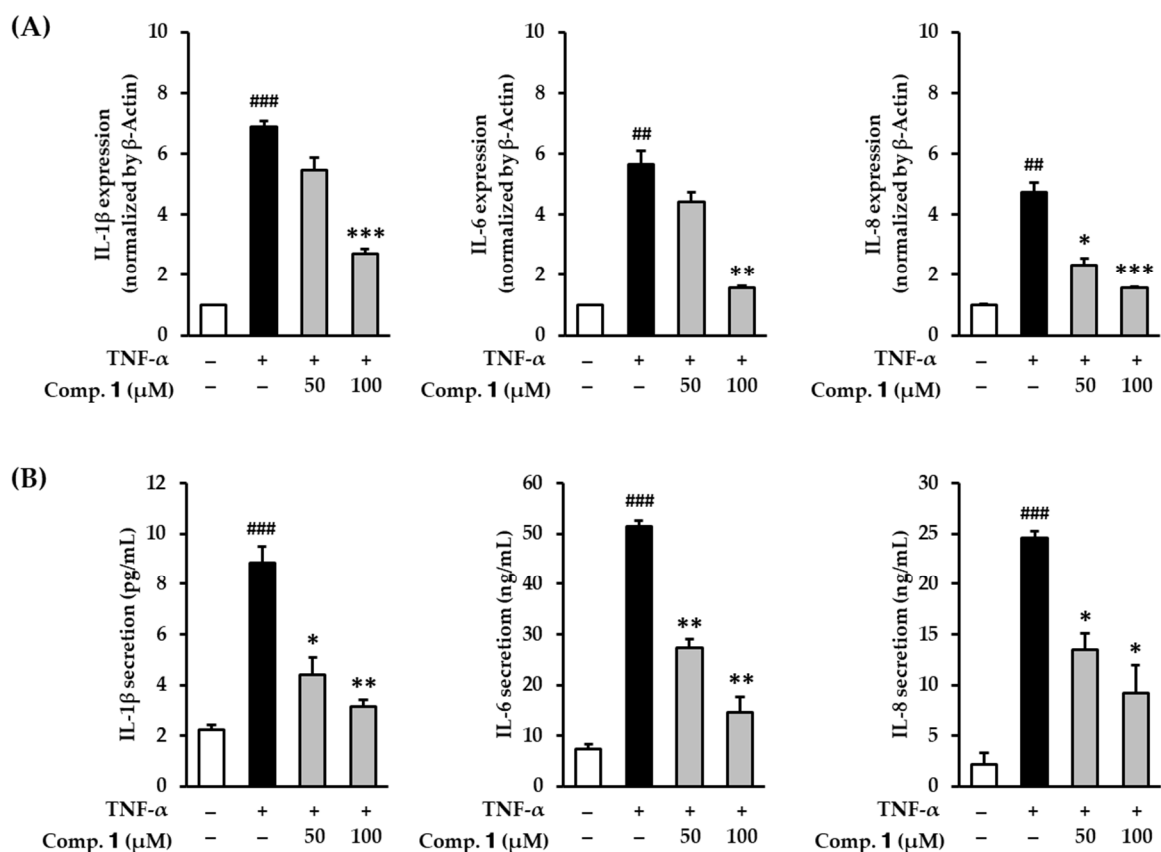 (A)
IL-1β expression
(normalized by β-Actin)
10
8
6
4
2
0
###
***
TNF-α – + + +
Comp. 1 (μM) – – 50 100
IL-6 expression
(normalized by β-Actin)
10
8
6
4
2
0
##
**
– + + +
– – 50 100
IL-8 expression
(normalized by β-Actin)
10
8
6
4
2
0
##
*
***
TNF-α – + + +
Comp. 1 (μM) – – 50 100
(B)
IL-1β secretion (pg/mL)
12
10
8
6
4
2
0
###
*
**
TNF-α – + + +
Comp. 1 (μM) – – 50 100
IL-6 secretiom (ng/mL)
60
50
40
30
20
10
0
###
**
**
TNF-α – + + +
Comp. 1 (μM) – – 50 100
IL-8 secretiom (ng/mL)
30
25
20
15
10
5
0
###
*
*
TNF-α – + + +
Comp. 1 (μM) – – 50 100